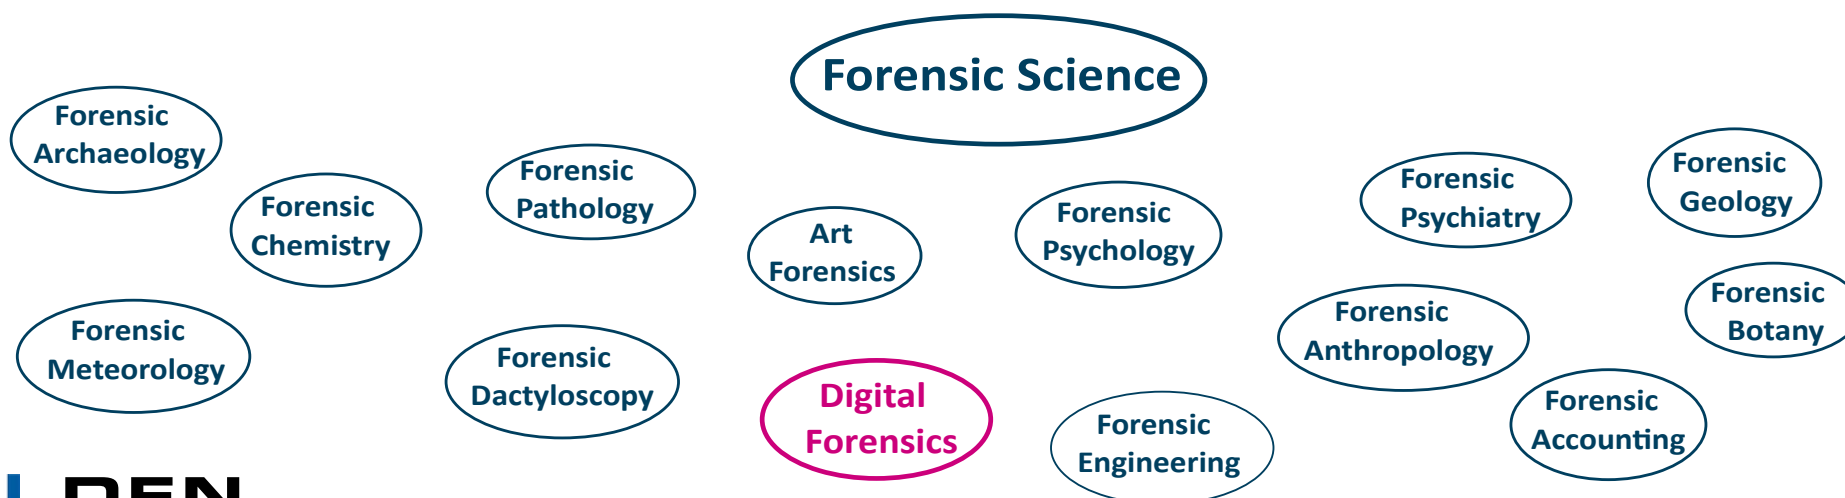 Forensic Science
Forensic
Archaeology
Forensic
Chemistry
Forensic
Pathology
Art
Forensics
Forensic
Psychology
Forensic
Psychiatry
Forensic
Geology
Forensic
Meteorology
Forensic
Dactyloscopy
Digital
Forensics
Forensic
Engineering
Forensic
Anthropology
Forensic
Botany
Forensic
Accounting